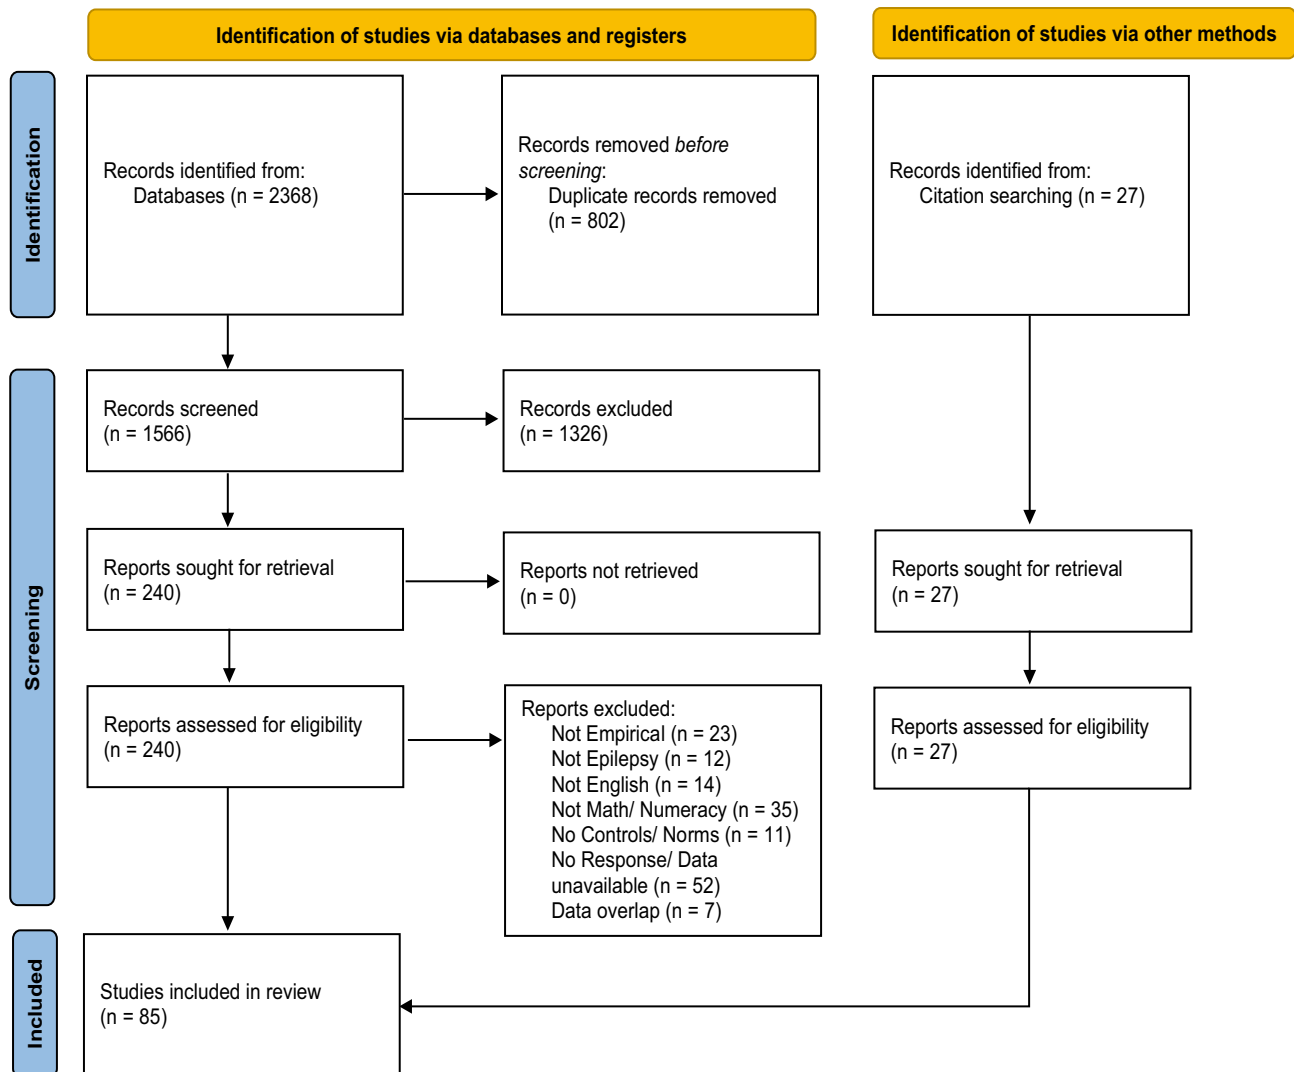 Identification of studies via databases and registers
Identification of studies via other methods
Identification
Records identified from:
Databases (n = 2368)
Records removed before
screening:
Duplicate records removed
(n = 802)
Records identified from:
Citation searching (n = 27)
Screening
Records screened
(n = 1566)
Records excluded
(n = 1326)
Reports sought for retrieval
(n = 240)
Reports not retrieved
(n = 0)
Reports sought for retrieval
(n = 27)
Reports assessed for eligibility
(n = 240)
Reports excluded:
Not Empirical (n = 23)
Not Epilepsy (n = 12)
Not English (n = 14)
Not Math/ Numeracy (n = 35)
No Controls/ Norms (n = 11)
No Response/ Data
unavailable (n = 52)
Data overlap (n = 7)
Reports assessed for eligibility
(n = 27)
Included
Studies included in review
(n = 85)